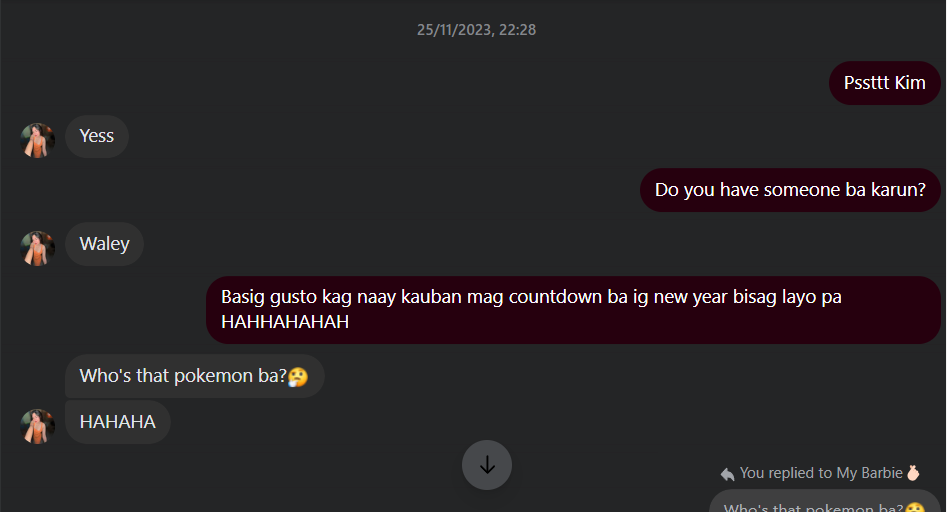 25/11/2023, 22:28
Pssttt Kim
Yess
Do you have someone ba karun?
Waley
Basig gusto kag naay kauban mag countdown ba ig new year bisag layo pa
HAHHAHAHAH
Who's that pokemon ba?🤔
HAHAHA
You replied to My Barbie🫰🏻
Who's that pokemon ba?🤔